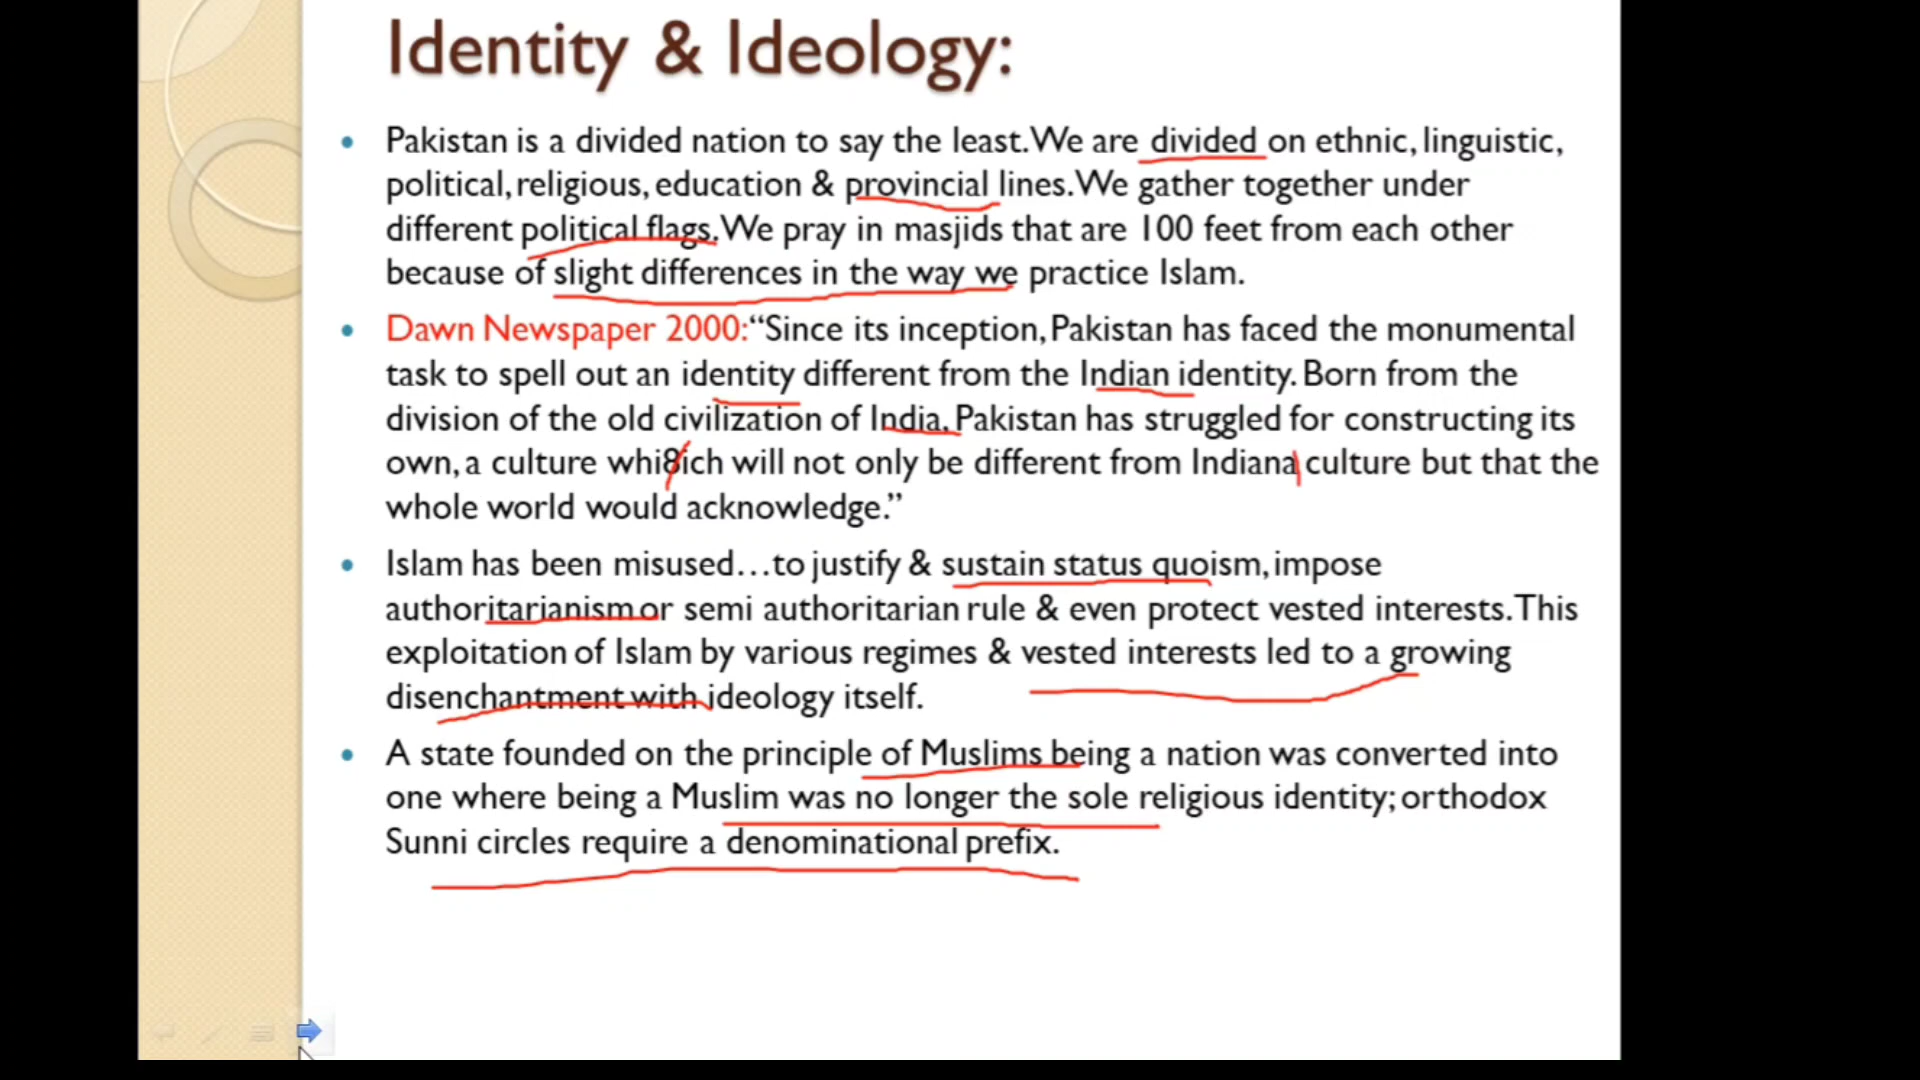 Identity & Ideology:
Pakistan is a divided nation to say the least. We are divided on ethnic, linguistic,
political, religious, education & provincial lines. We gather together under
different political flags. We pray in masjids that are 100 feet from each other
because of slight differences in the way we practice Islam.
Dawn Newspaper 2000: “Since its inception, Pakistan has faced the monumental
task to spell out an identity different from the Indian identity. Born from the
division of the old civilization of India, Pakistan has struggled for constructing its
own, a culture whi8ich will not only be different from Indiana culture but that the
whole world would acknowledge.”
Islam has been misused…to justify & sustain status quoism, impose
authoritarianism or semi authoritarian rule & even protect vested interests. This
exploitation of Islam by various regimes & vested interests led to a growing
disenchantment with ideology itself.
A state founded on the principle of Muslims being a nation was converted into
one where being a Muslim was no longer the sole religious identity; orthodox
Sunni circles require a denominational prefix.